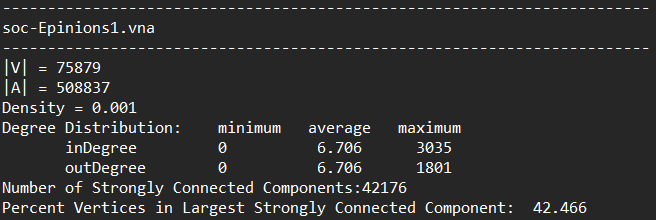 ----------------------------------------------------------------------
soc-Epinions1.vna
----------------------------------------------------------------------
|V| = 75879
|A| = 508837
Density = 0.001
Degree Distribution:    minimum   average   maximum
       inDegree         0          6.706      3035
       outDegree        0          6.706      1801
Number of Strongly Connected Components:42176
Percent Vertices in Largest Strongly Connected Component:  42.466